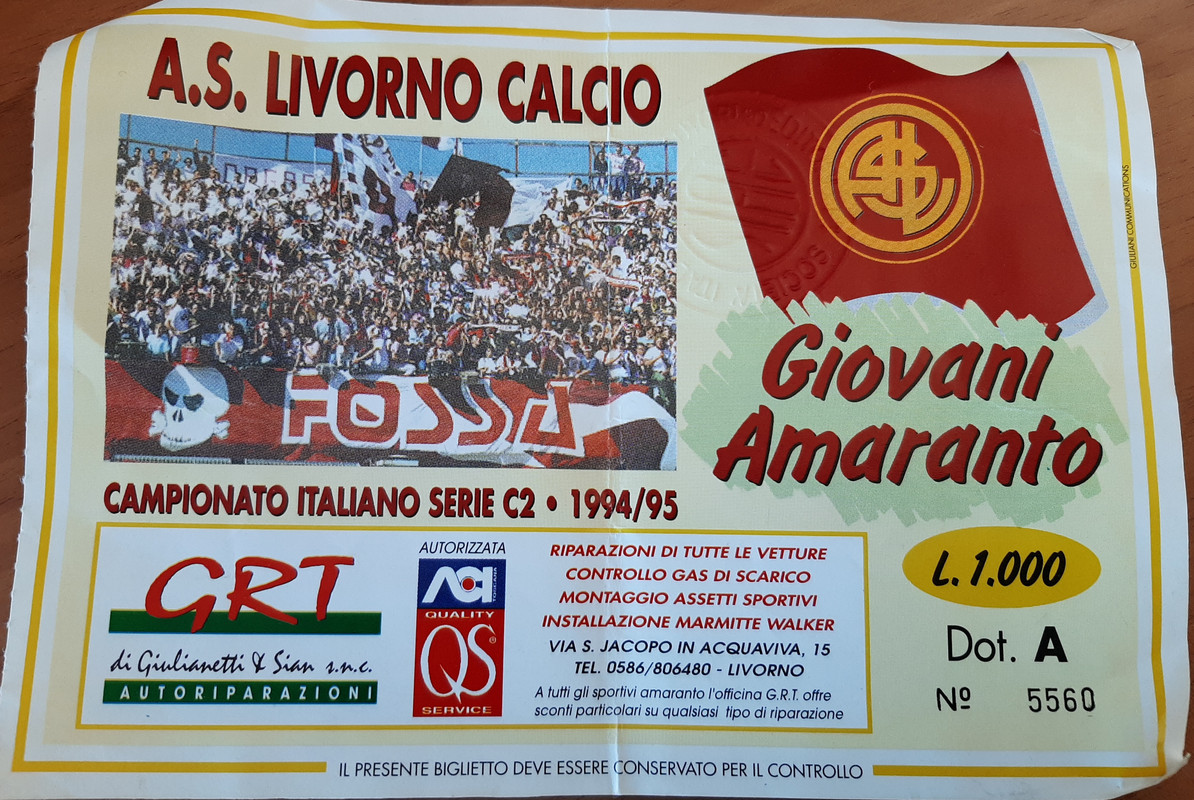 A.S. LIVORNO CALCIO
GIULIANI COMMUNICATIONS
FOSSA
Giovani
Amaranto
CAMPIONATO ITALIANO SERIE C2 • 1994/95
GRT
di Giulianetti & Sian s.n.c.
AUTORIPARAZIONI
AUTORIZZATA
ACI
TOSCANA
QUALITY
QS®
SERVICE
RIPARAZIONI DI TUTTE LE VETTURE
CONTROLLO GAS DI SCARICO
MONTAGGIO ASSETTI SPORTIVI
INSTALLAZIONE MARMITTE WALKER
VIA S. JACOPO IN ACQUAVIVA, 15
TEL. 0586/806480 - LIVORNO
A tutti gli sportivi amaranto l'officina G.R.T. offre
sconti particolari su qualsiasi tipo di riparazione
L. 1.000
Dot. A
Nº 5560
IL PRESENTE BIGLIETTO DEVE ESSERE CONSERVATO PER IL CONTROLLO